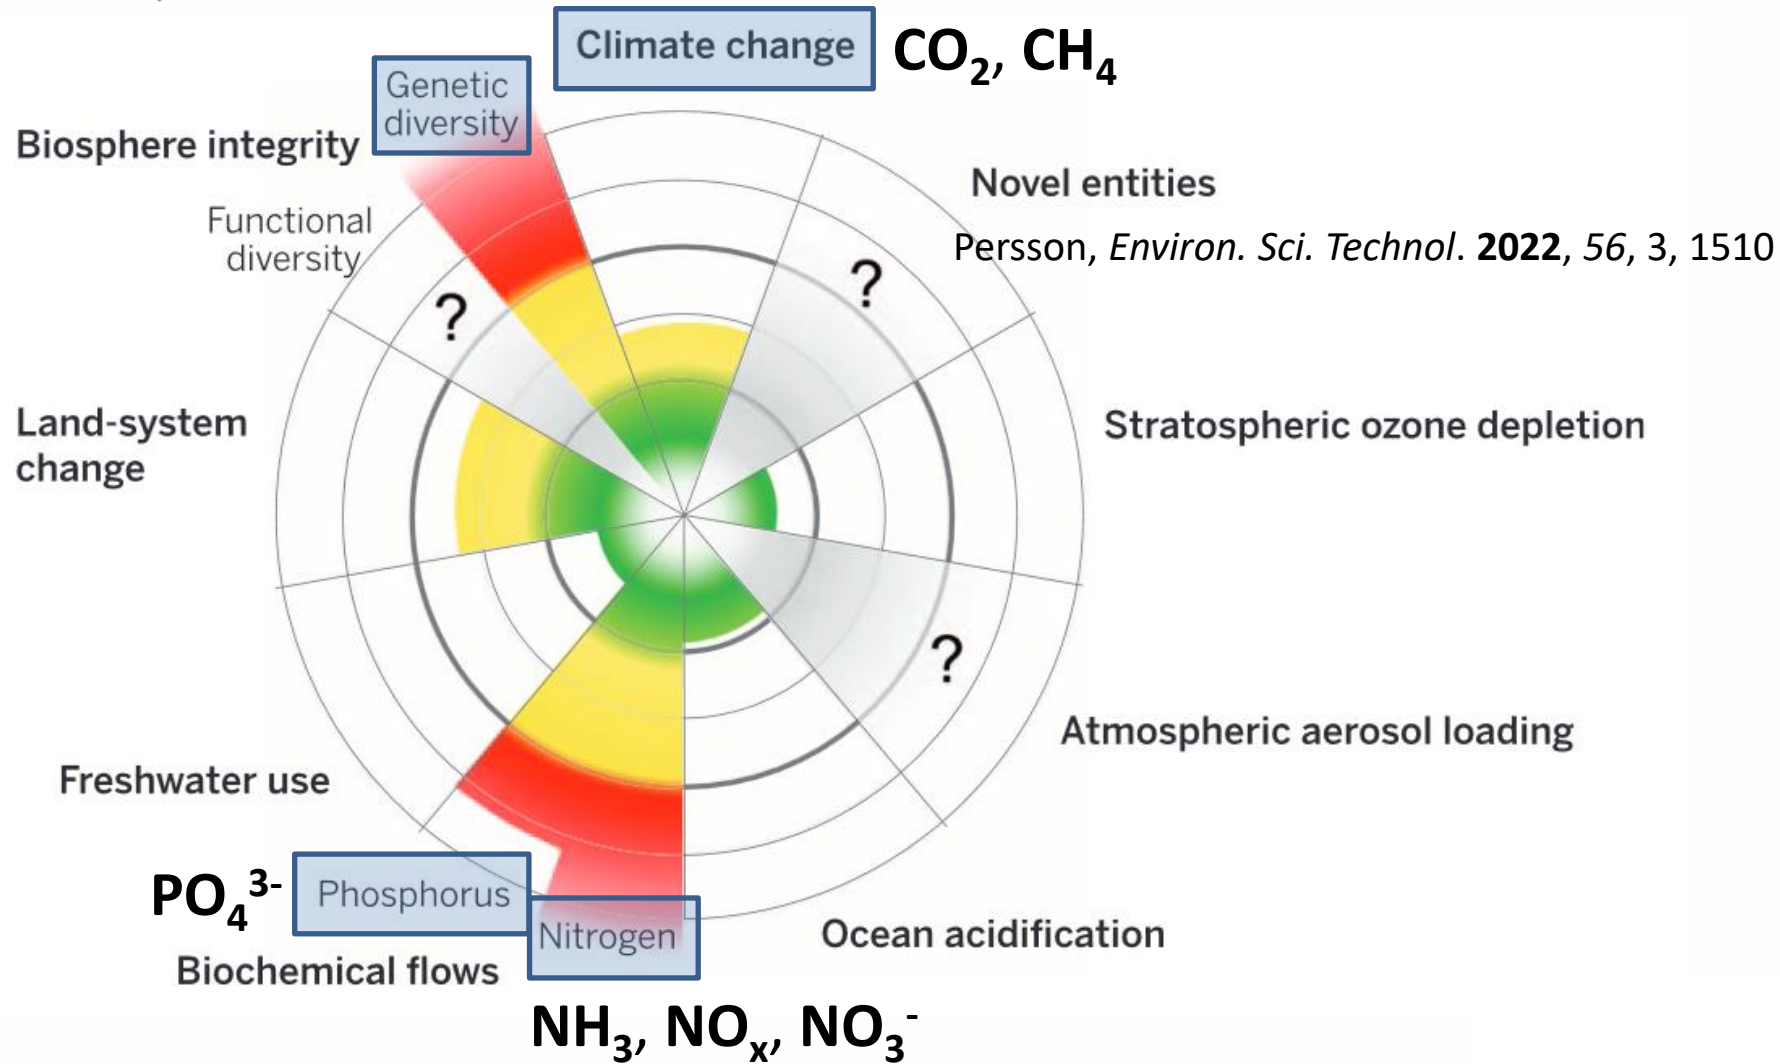 Climate change
CO₂, CH₄
Genetic
diversity
Biosphere integrity
Novel entities
Functional
diversity
Persson, Environ. Sci. Technol. 2022, 56, 3, 1510
?
?
Land-system
change
Stratospheric ozone depletion
?
Atmospheric aerosol loading
Freshwater use
PO₄³⁻
Phosphorus
Nitrogen
Ocean acidification
Biochemical flows
NH₃, NOₓ, NO₃⁻